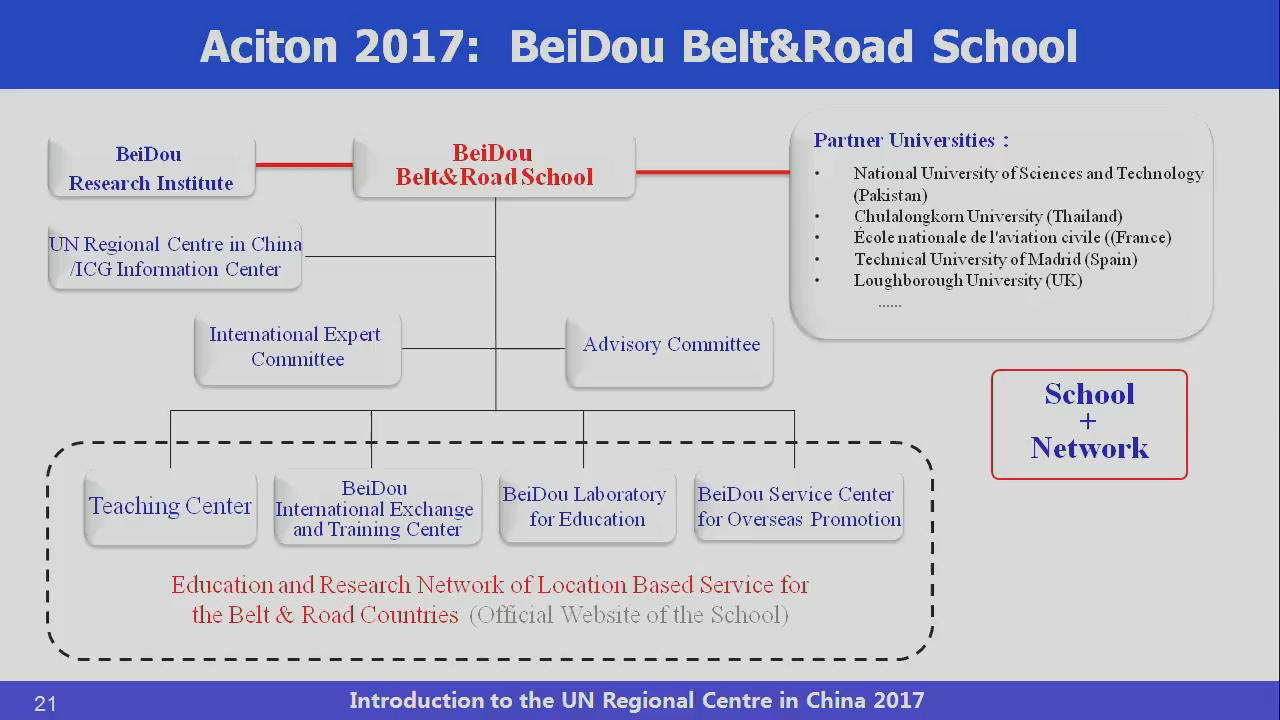 Aciton 2017: BeiDou Belt&Road School
BeiDou
Research Institute
BeiDou
Belt&Road School
Partner Universities：
• National University of Sciences and Technology
(Pakistan)
• Chulalongkorn University (Thailand)
• École nationale de l'aviation civile ((France)
• Technical University of Madrid (Spain)
• Loughborough University (UK)
......
UN Regional Centre in China
/ICG Information Center
International Expert
Committee
Advisory Committee
School
+
Network
Teaching Center
BeiDou
International Exchange
and Training Center
BeiDou Laboratory
for Education
BeiDou Service Center
for Overseas Promotion
Education and Research Network of Location Based Service for
the Belt & Road Countries (Official Website of the School)
21
Introduction to the UN Regional Centre in China 2017